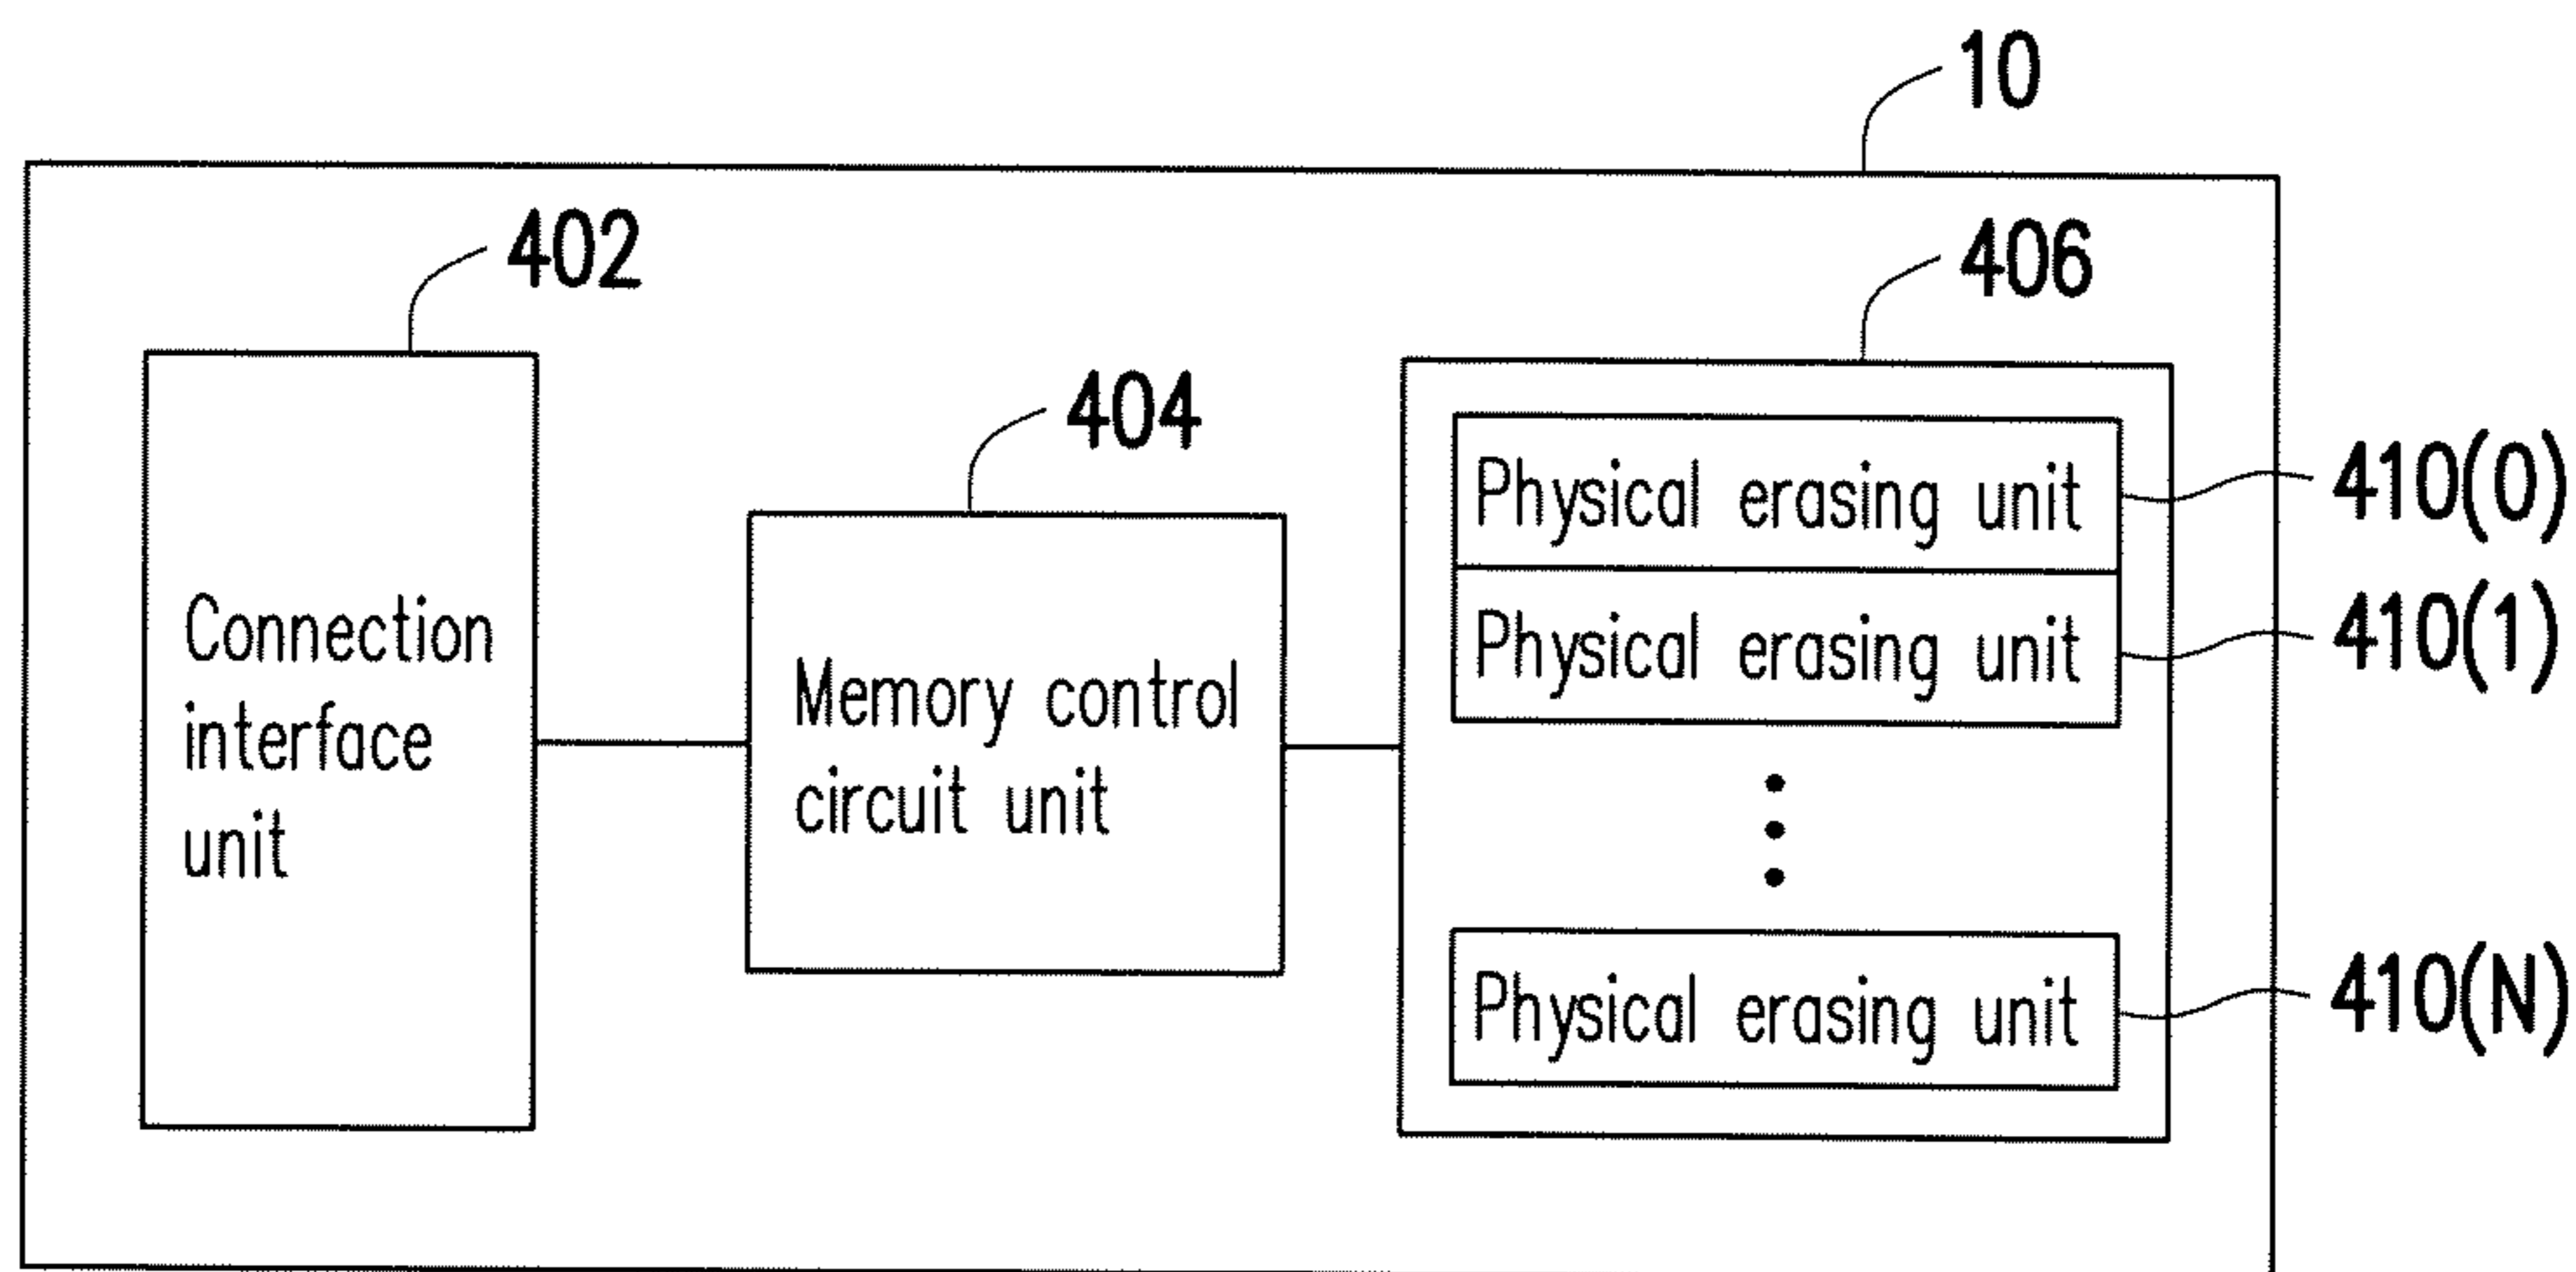 10
402
406
404
Physical erasing unit
410(0)
Physical erasing unit
410(1)
Connection
interface
unit
Memory control
circuit unit
Physical erasing unit
410(N)